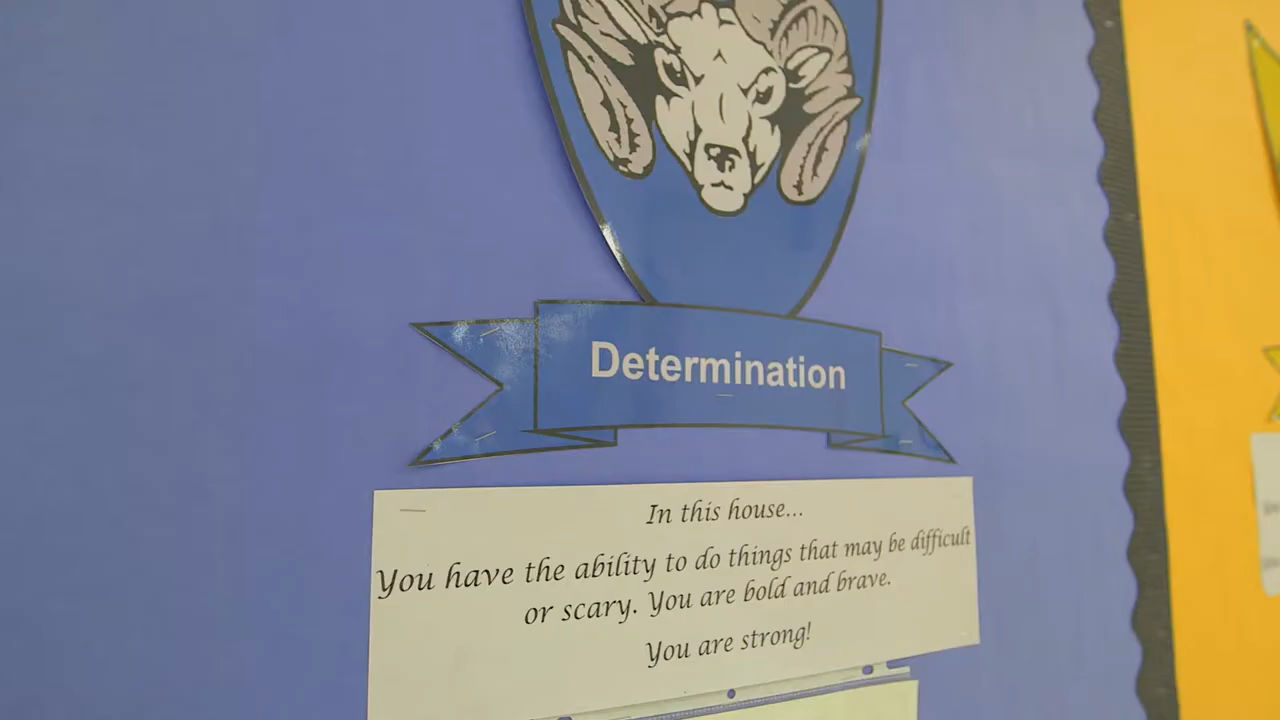 Determination
In this house...
You have the ability to do things that may be difficult
or scary. You are bold and brave.
You are strong!